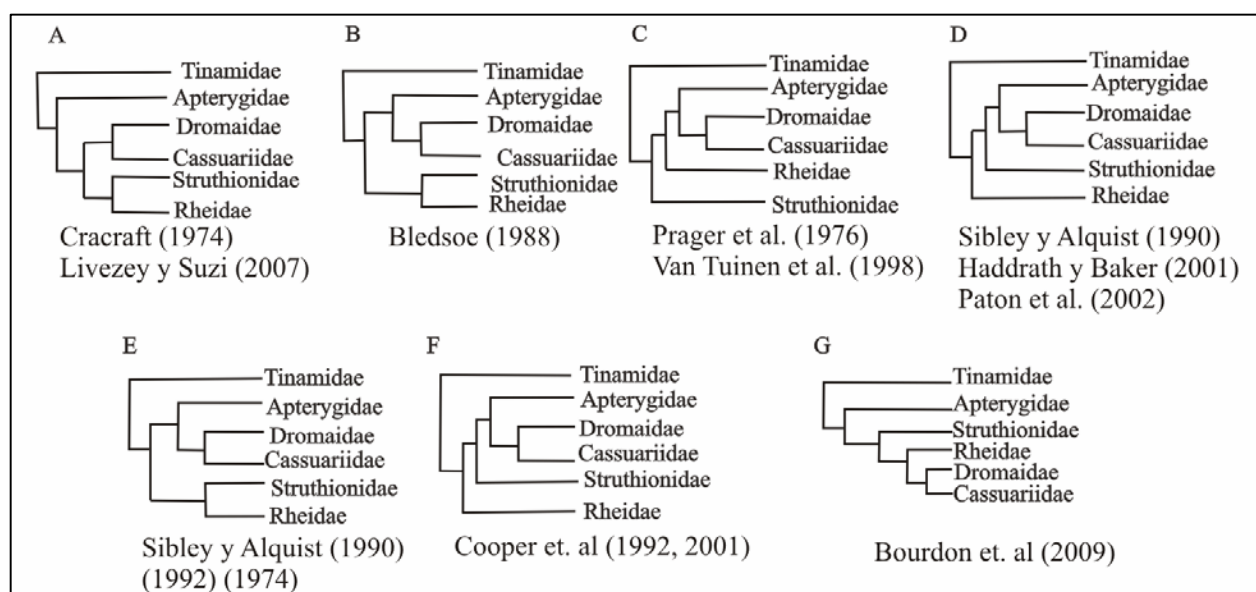 A
Tinamidae
Apterygidae
Dromaidae
Cassuariidae
Struthionidae
Rheidae
Cracraft (1974)
Livezey y Suzi (2007)
B
Tinamidae
Apterygidae
Dromaidae
Cassuariidae
Struthionidae
Rheidae
Bledsoe (1988)
C
Tinamidae
Apterygidae
Dromaidae
Cassuariidae
Rheidae
Struthionidae
Prager et al. (1976)
Van Tuinen et al. (1998)
D
Tinamidae
Apterygidae
Dromaidae
Cassuariidae
Struthionidae
Rheidae
Sibley y Alquist (1990)
Haddrath y Baker (2001)
Paton et al. (2002)
E
Tinamidae
Apterygidae
Dromaidae
Cassuariidae
Struthionidae
Rheidae
Sibley y Alquist (1990)
(1992) (1974)
F
Tinamidae
Apterygidae
Dromaidae
Cassuariidae
Struthionidae
Rheidae
Cooper et. al (1992, 2001)
G
Tinamidae
Apterygidae
Struthionidae
Rheidae
Dromaidae
Cassuariidae
Bourdon et. al (2009)